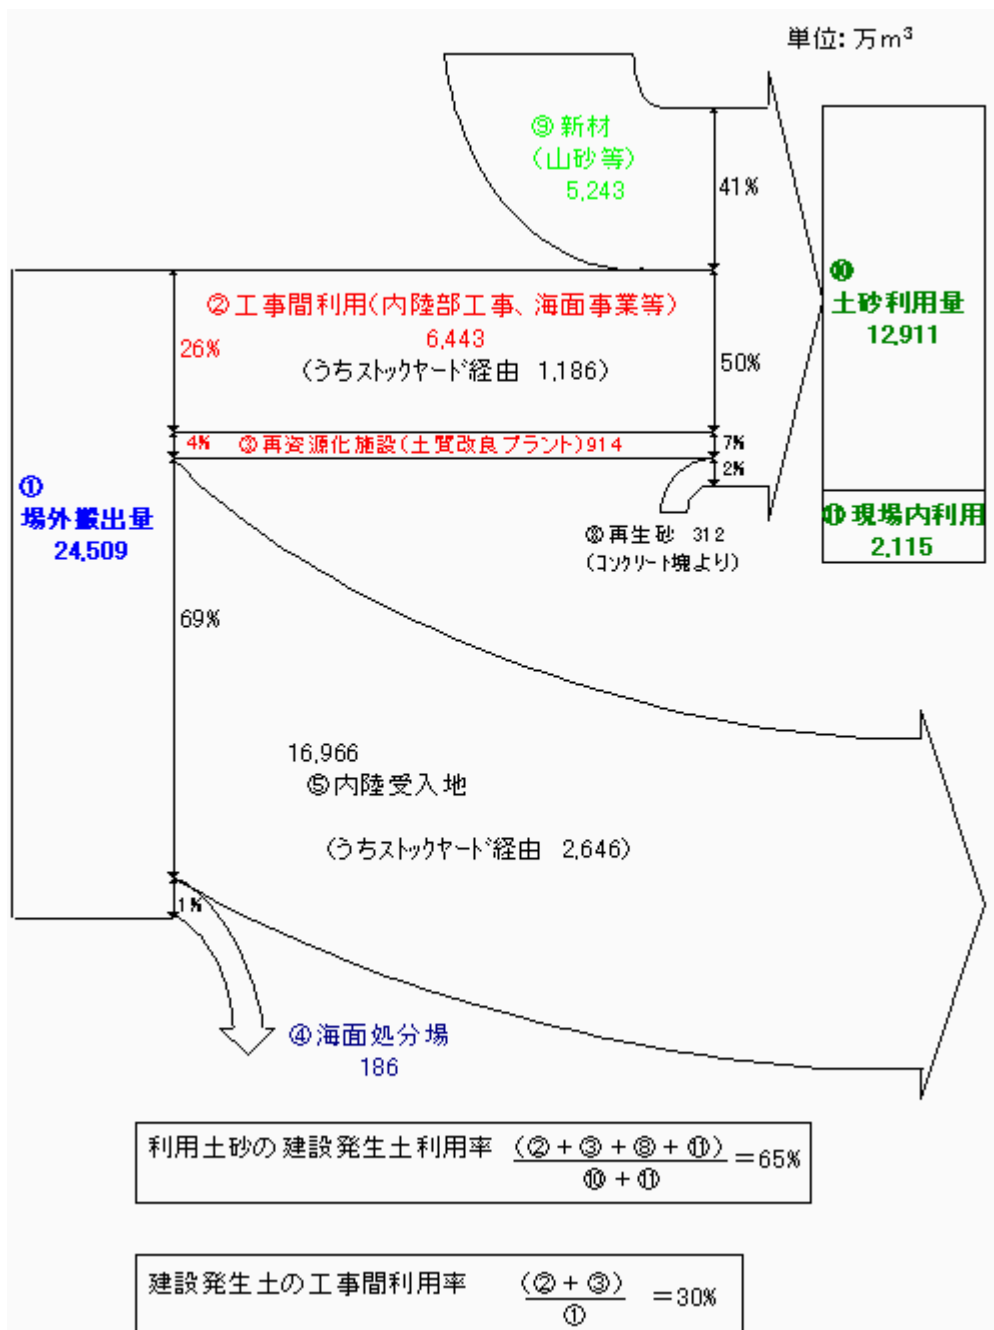 単位: 万m³
⑨新材
(山砂等)
5,243
41%
⑩
土砂利用量
12,911
②工事間利用(内陸部工事、海面事業等)
6,443
(うちストックヤード経由 1,186)
26%
50%
4%
③再資源化施設(土質改良プラント)914
7%
2%
①
場外搬出量
24,509
⑧再生砂 312
(コンクリート塊より)
⑪現場内利用
2,115
69%
16,966
⑤内陸受入地
(うちストックヤード経由 2,646)
1%
④海面処分場
186
利用土砂の建設発生土利用率 (②+③+⑧+⑪)
=65%
⑩+⑪
建設発生土の工事間利用率 (②+③)
=30%
①